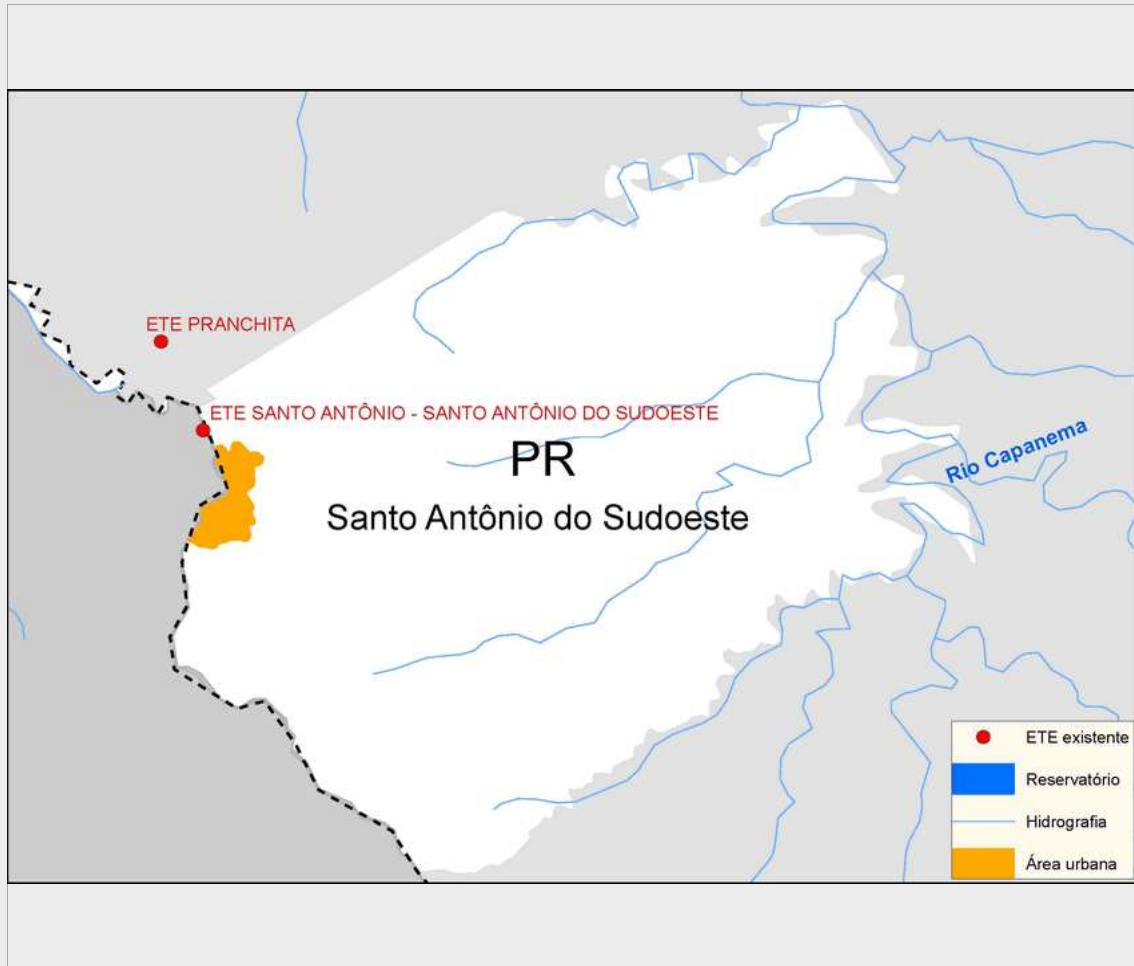 ETE PRANCHITA
ETE SANTO ANTÔNIO - SANTO ANTÔNIO DO SUDOESTE
PR
Santo Antônio do Sudoeste
Rio Capanema
ETE existente
Reservatório
Hidrografia
Área urbana